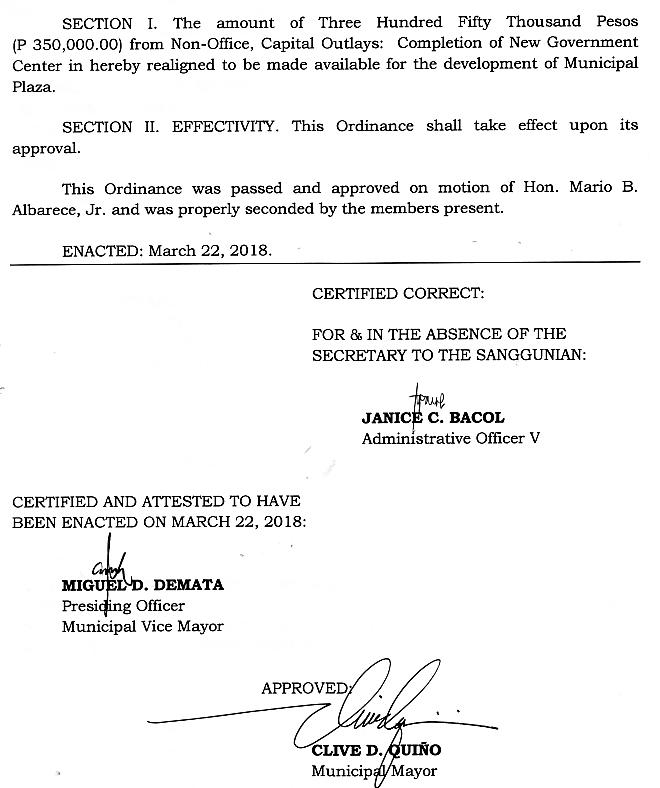 SECTION I. The amount of Three Hundred Fifty Thousand Pesos
(P 350,000.00) from Non-Office, Capital Outlays: Completion of New Government
Center in hereby realigned to be made available for the development of Municipal
Plaza.
SECTION II. EFFECTIVITY. This Ordinance shall take effect upon its
approval.
This Ordinance was passed and approved on motion of Hon. Mario B.
Albarece, Jr. and was properly seconded by the members present.
ENACTED: March 22, 2018.
CERTIFIED CORRECT:
FOR & IN THE ABSENCE OF THE
SECRETARY TO THE SANGGUNIAN:
JANICE C. BACOL
Administrative Officer V
CERTIFIED AND ATTESTED TO HAVE
BEEN ENACTED ON MARCH 22, 2018:
MIGUEL D. DEMATA
Presiding Officer
Municipal Vice Mayor
APPROVED:
CLIVE D. QUIÑO
Municipal Mayor